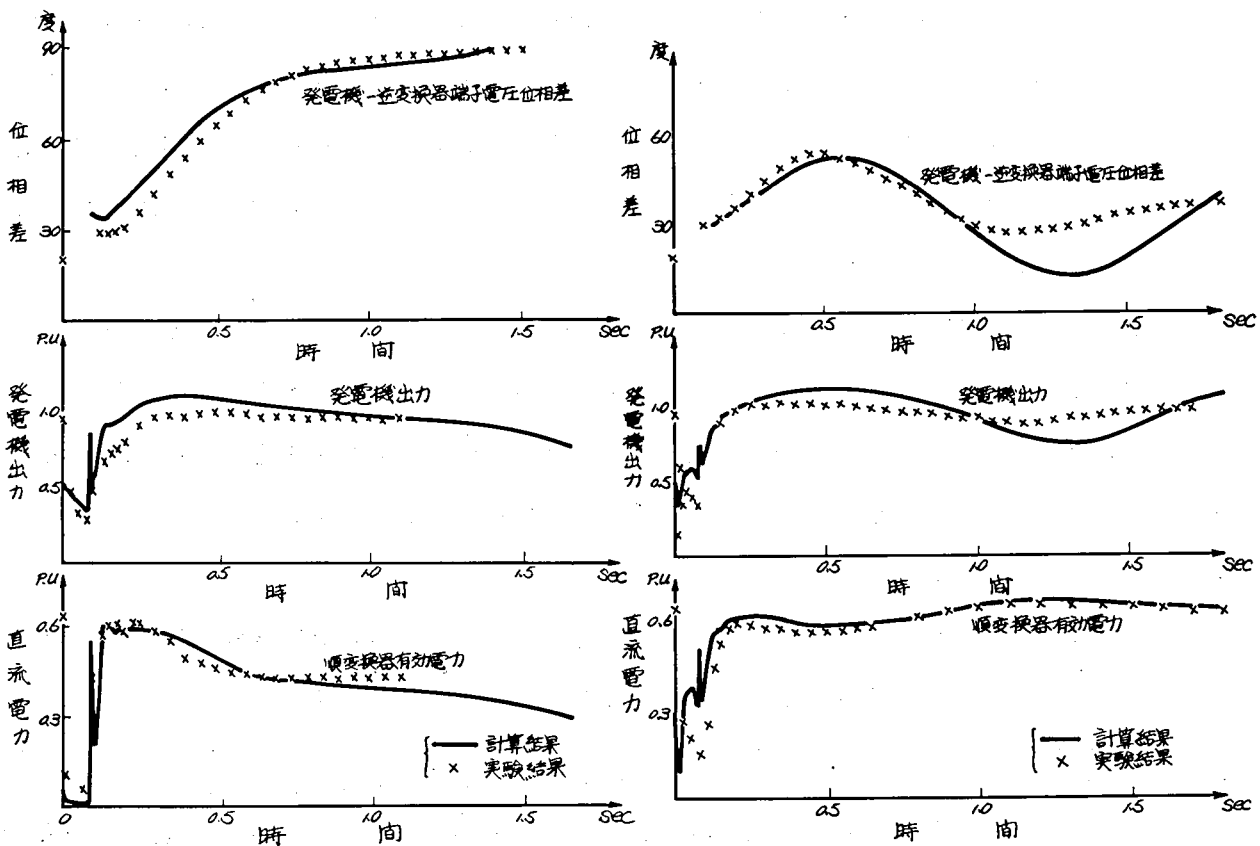 度
90
60
30
位相差
発電機-逆変換器端子電圧位相差
0.5
1.0
1.5
sec
時間
P.U
1.0
0.5
発電機出力
発電機出力
0.5
1.0
1.5
sec
時間
P.U
0.6
0.3
直流電力
順変換器有効電力
計算結果
× 実験結果
0
0.5
1.0
1.5
sec
時間
度
60
30
位相差
発電機-逆変換器端子電圧位相差
0.5
1.0
1.5
sec
時間
P.U
1.0
0.5
発電機出力
発電機出力
0.5
1.0
1.5
sec
時間
P.U
0.6
0.3
直流電力
順変換器有効電力
計算結果
× 実験結果
0.5
1.0
1.5
sec
時間